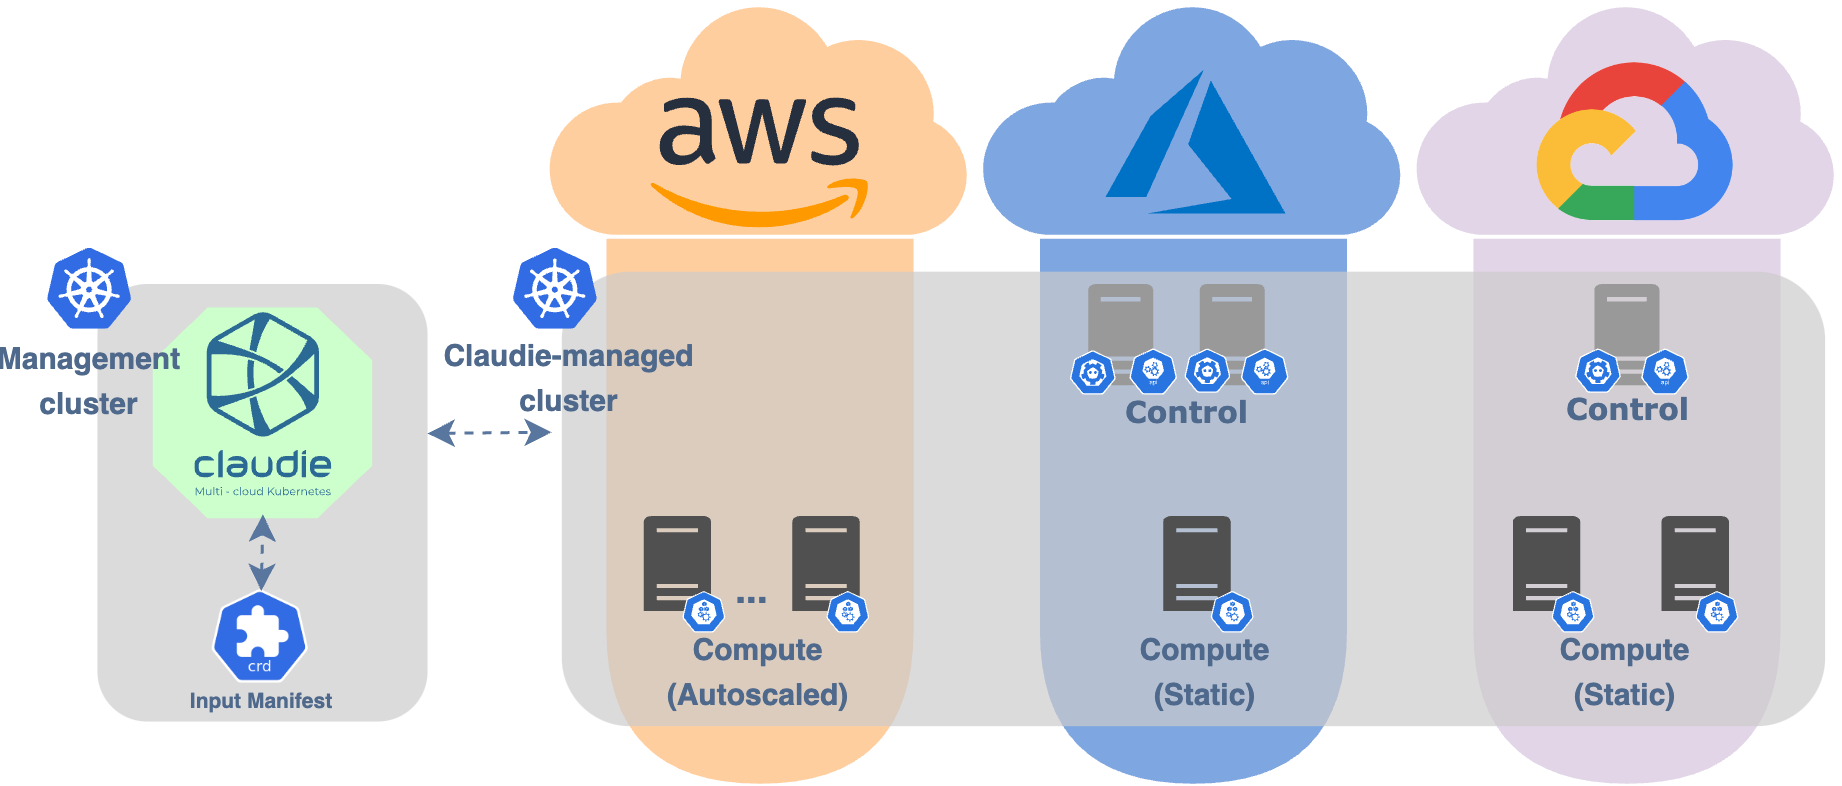 aws
Management
cluster
claudie
Multi - cloud Kubernetes
crd
Input Manifest
Claudie-managed
cluster
api
api
Control
api
Control
...
Compute
(Autoscaled)
Compute
(Static)
Compute
(Static)